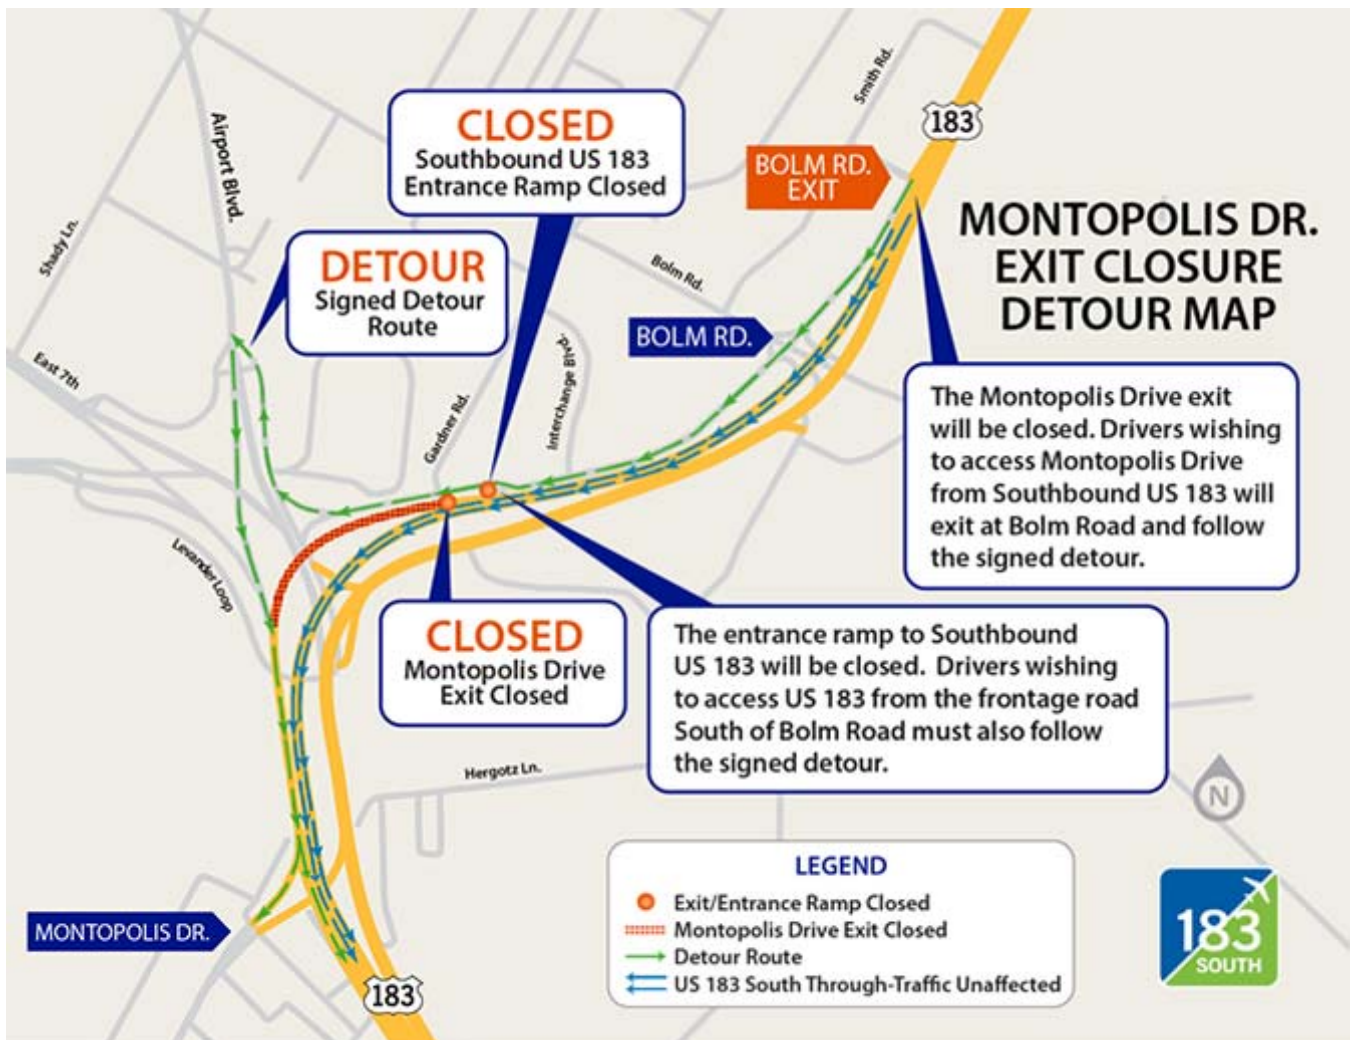 Smith Rd.
183
Airport Blvd.
CLOSED
Southbound US 183
Entrance Ramp Closed
BOLM RD.
EXIT
MONTOPOLIS DR.
EXIT CLOSURE
DETOUR MAP
Shady Ln.
DETOUR
Signed Detour
Route
Bolm Rd.
BOLM RD.
East 7th
Gardner Rd.
Interchange Blvd.
The Montopolis Drive exit
will be closed. Drivers wishing
to access Montopolis Drive
from Southbound US 183 will
exit at Bolm Road and follow
the signed detour.
Levander Loop
CLOSED
Montopolis Drive
Exit Closed
The entrance ramp to Southbound
US 183 will be closed. Drivers wishing
to access US 183 from the frontage road
South of Bolm Road must also follow
the signed detour.
Hergotz Ln.
N
LEGEND
Exit/Entrance Ramp Closed
Montopolis Drive Exit Closed
Detour Route
US 183 South Through-Traffic Unaffected
MONTOPOLIS DR.
183
183
SOUTH